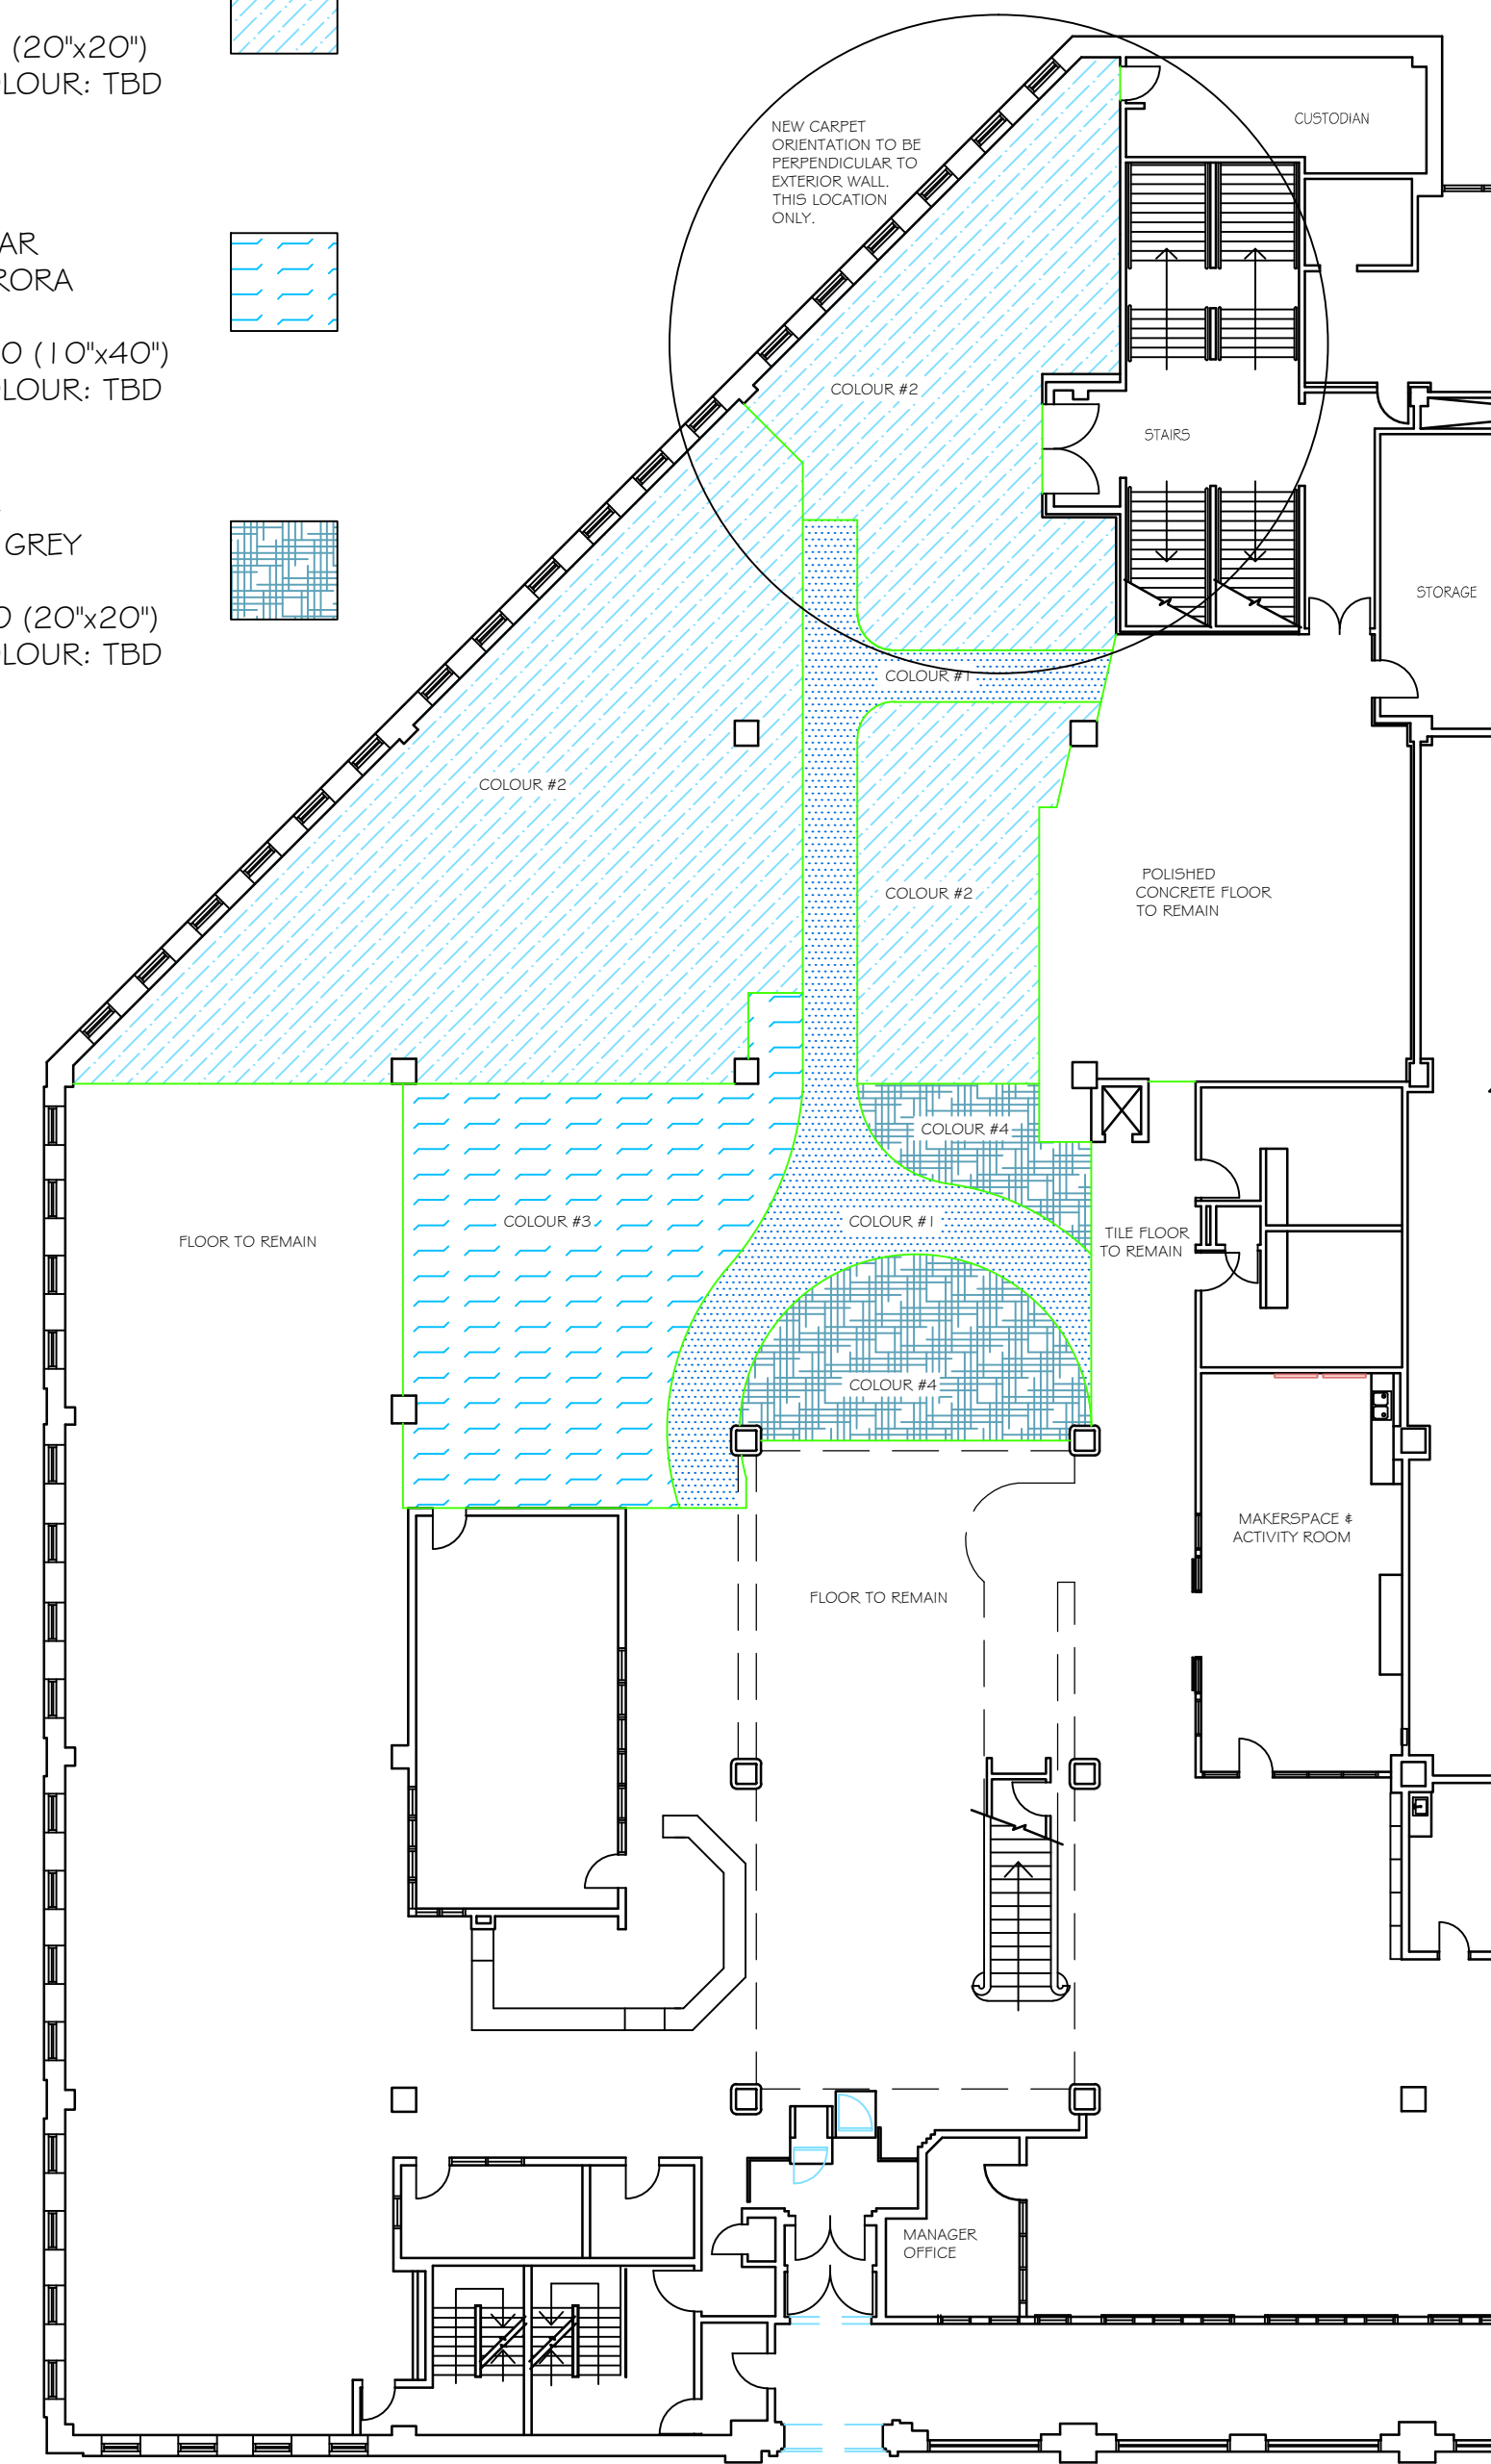 (20"x20")
LOUR: TBD
AR
RORA
0 (10"x40")
LOUR: TBD
GREY
0 (20"x20")
LOUR: TBD
NEW CARPET
ORIENTATION TO BE
PERPENDICULAR TO
EXTERIOR WALL.
THIS LOCATION
ONLY.
CUSTODIAN
COLOUR #2
STAIRS
STORAGE
COLOUR #1
COLOUR #2
COLOUR #2
POLISHED
CONCRETE FLOOR
TO REMAIN
COLOUR #4
COLOUR #3
COLOUR #1
FLOOR TO REMAIN
TILE FLOOR
TO REMAIN
COLOUR #4
MAKERSPACE &
ACTIVITY ROOM
FLOOR TO REMAIN
MANAGER
OFFICE